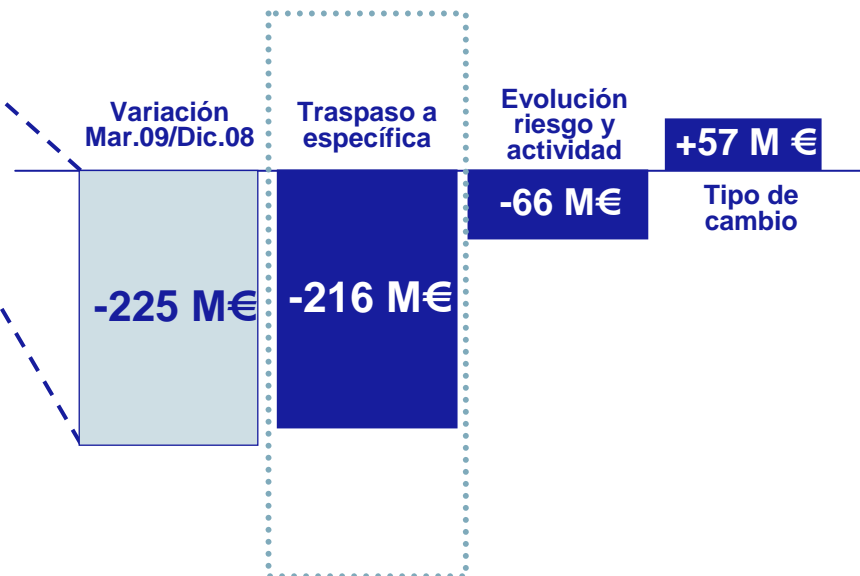 Variación
Mar.09/Dic.08
-225 M€
Traspaso a
específica
-216 M€
Evolución
riesgo y
actividad
-66 M€
+57 M €
Tipo de
cambio